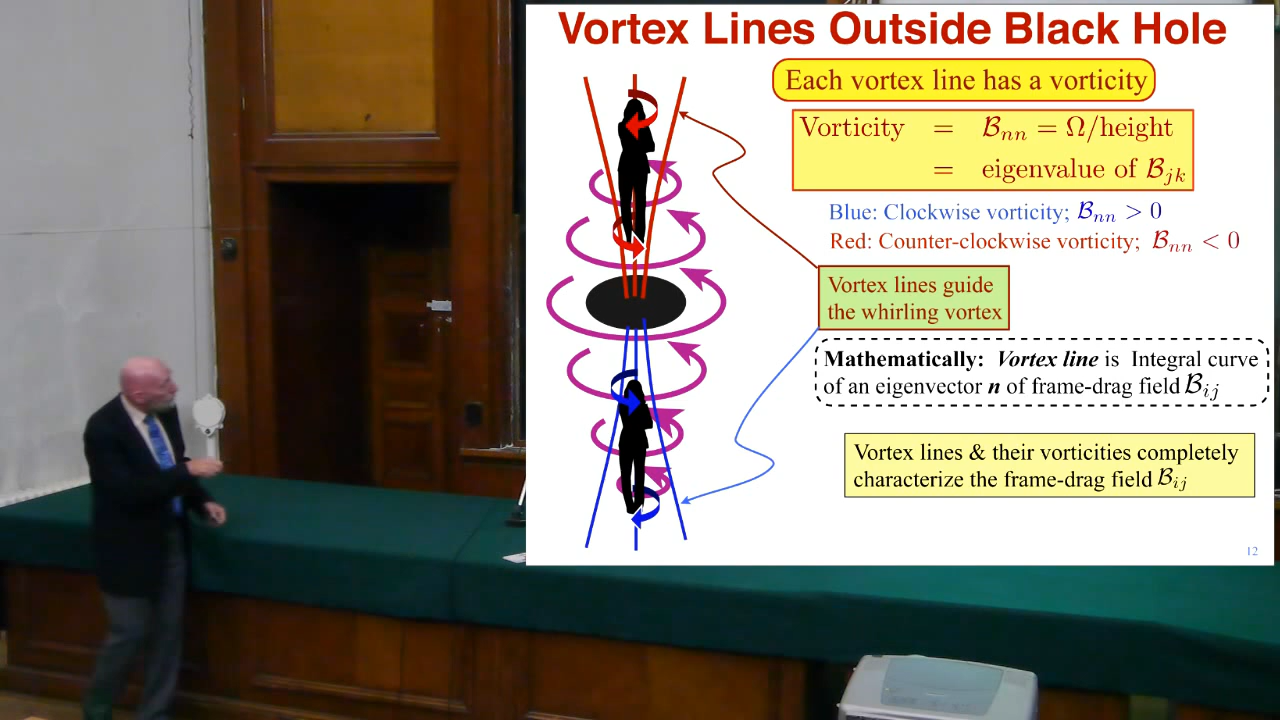 Vortex Lines Outside Black Hole
Each vortex line has a vorticity
Vorticity = ℬₙₙ = Ω/height
= eigenvalue of ℬⱼₖ
Blue: Clockwise vorticity; ℬₙₙ > 0
Red: Counter-clockwise vorticity; ℬₙₙ < 0
Vortex lines guide
the whirling vortex
Mathematically: Vortex line is Integral curve
of an eigenvector n of frame-drag field ℬᵢⱼ
Vortex lines & their vorticities completely
characterize the frame-drag field ℬᵢⱼ
12